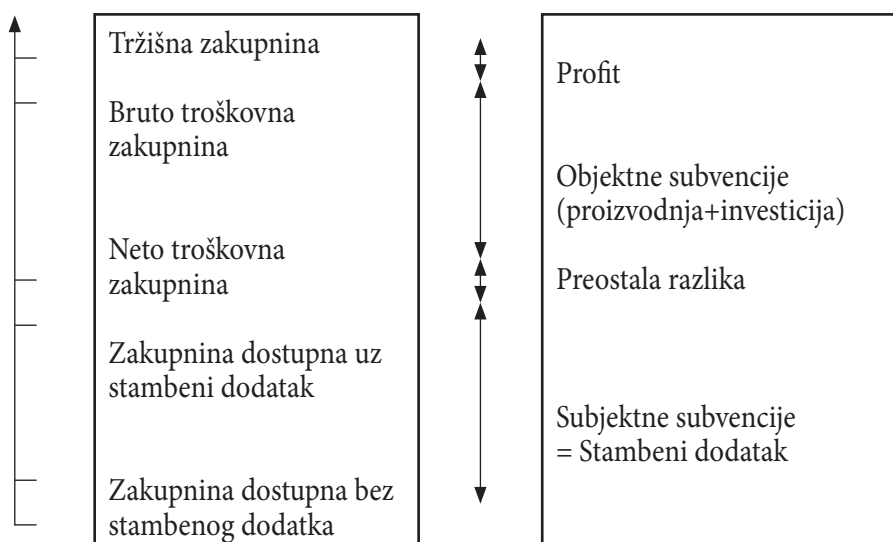 Tržišna zakupnina
Bruto troškovna
zakupnina
Neto troškovna
zakupnina
Zakupnina dostupna uz
stambeni dodatak
Zakupnina dostupna bez
stambenog dodatka
Profit
Objektne subvencije
(proizvodnja+investicija)
Preostala razlika
Subjektne subvencije
= Stambeni dodatak